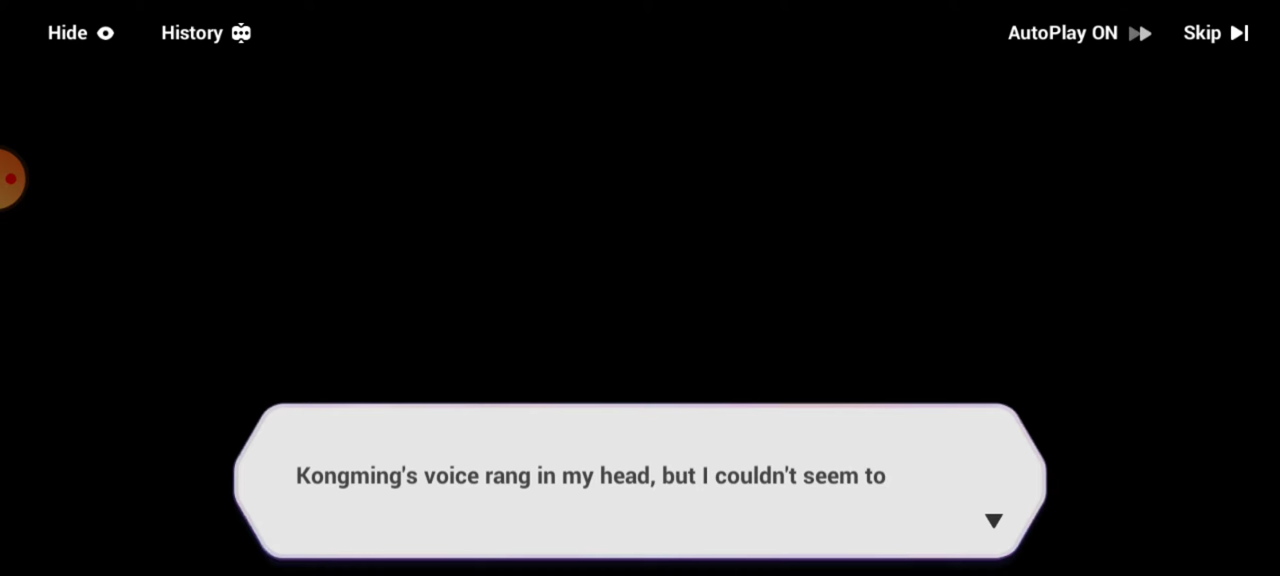 Hide
History
AutoPlay ON
Skip
Kongming's voice rang in my head, but I couldn't seem to